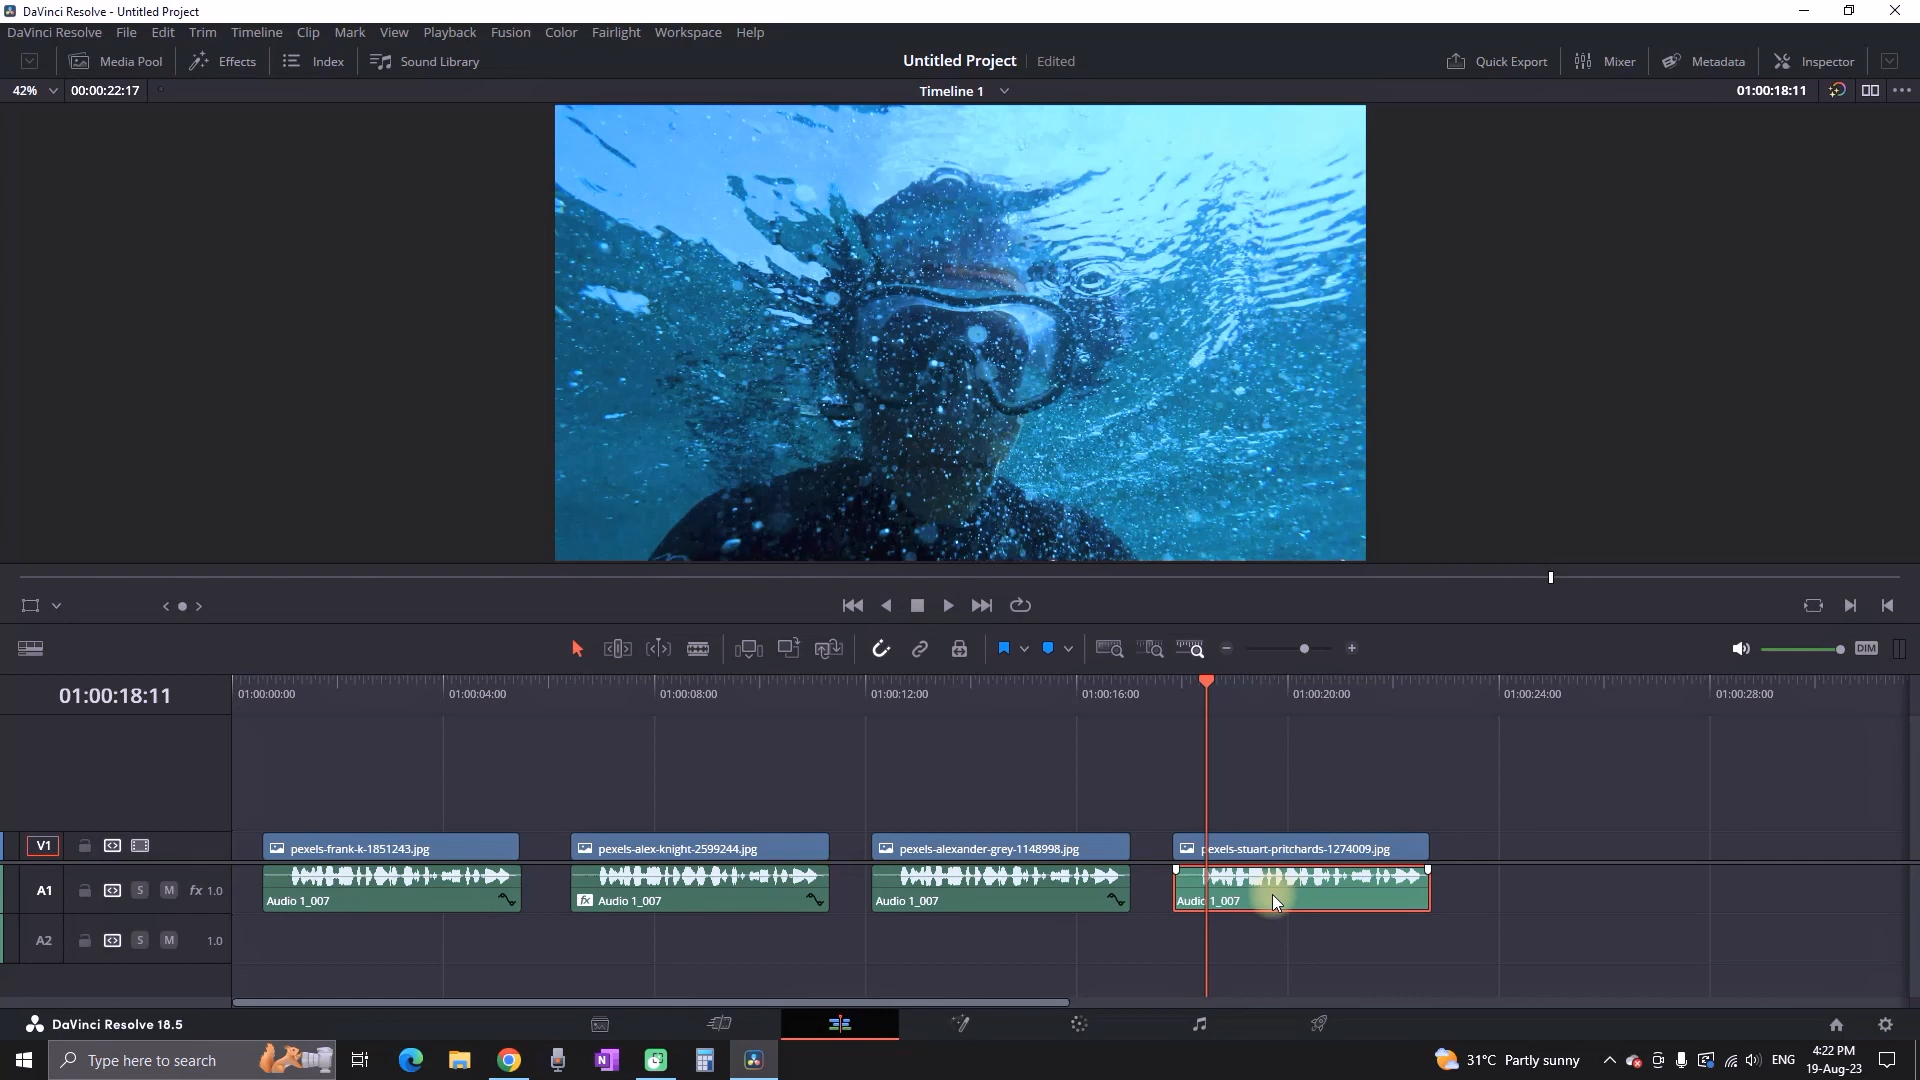 DaVinci Resolve - Untitled Project
DaVinci Resolve File Edit Trim Timeline Clip Mark View Playback Fusion Color Fairlight Workspace Help
Media Pool Effects Index Sound Library Untitled Project Edited Quick Export Mixer Metadata Inspector
42% 00:00:22:17 Timeline 1 01:00:18:11
DIM
01:00:18:11 01:00:00:00 01:00:04:00 01:00:08:00 01:00:12:00 01:00:16:00 01:00:20:00 01:00:24:00 01:00:28:00
V1 pexels-frank-k-1851243.jpg pexels-alex-knight-2599244.jpg pexels-alexander-grey-1148998.jpg pexels-stuart-pritchards-1274009.jpg
A1 S M fx 1.0
Audio 1_007 fx Audio 1_007 Audio 1_007 Audio 1_007
A2 S M 1.0
DaVinci Resolve 18.5
Type here to search 31°C Partly sunny ENG 4:22 PM
19-Aug-23